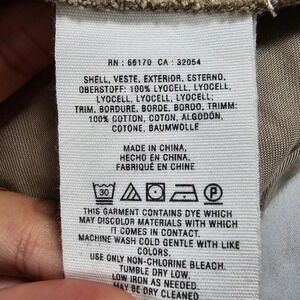 RN : 66170 CA : 32054
SHELL, VESTE, EXTERIOR, ESTERNO,
OBERSTOFF: 100% LYOCELL, LYOCELL,
LYOCELL, LYOCELL, LYOCELL;
TRIM, BORDURE, BORDE, BORDO, TRIMM:
100% COTTON, COTON, ALGODÓN,
COTONE, BAUMWOLLE
MADE IN CHINA,
HECHO EN CHINA,
FABRIQUÉ EN CHINE
30
THIS GARMENT CONTAINS DYE WHICH MAY
DISCOLOR MATERIALS WITH WHICH
IT COMES IN CONTACT.
MACHINE WASH COLD GENTLE WITH LIKE
COLORS.
USE ONLY NON-CHLORINE BLEACH.
TUMBLE DRY LOW.
LOW IRON AS NEEDED.
MAY BE DRY CLEANED